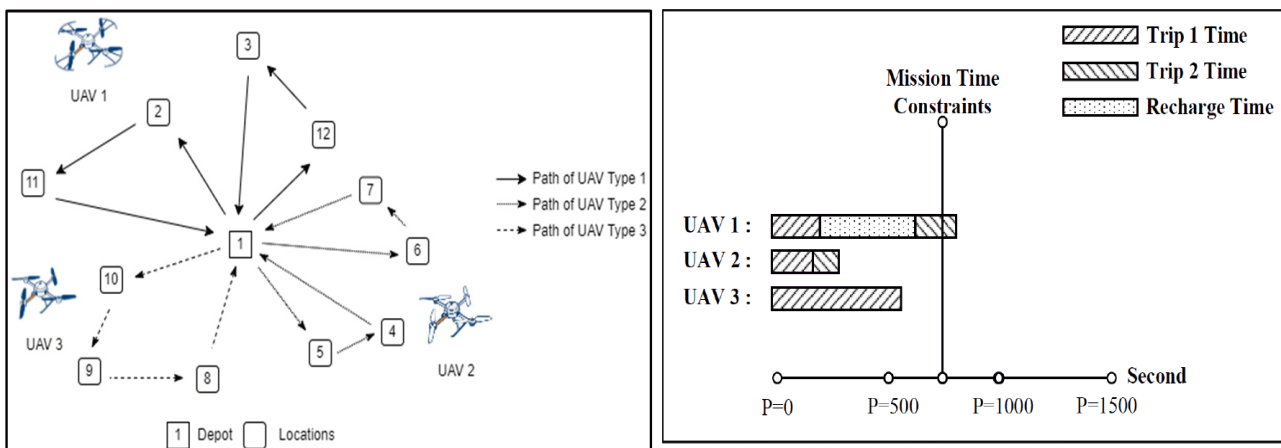 3
UAV 1
2
12
11
7
Path of UAV Type 1
Path of UAV Type 2
Path of UAV Type 3
1
6
10
UAV 3
4
5
9
8
UAV 2
1 Depot Locations
Trip 1 Time
Trip 2 Time
Recharge Time
Mission Time
Constraints
UAV 1 :
UAV 2 :
UAV 3 :
Second
P=0 P=500 P=1000 P=1500